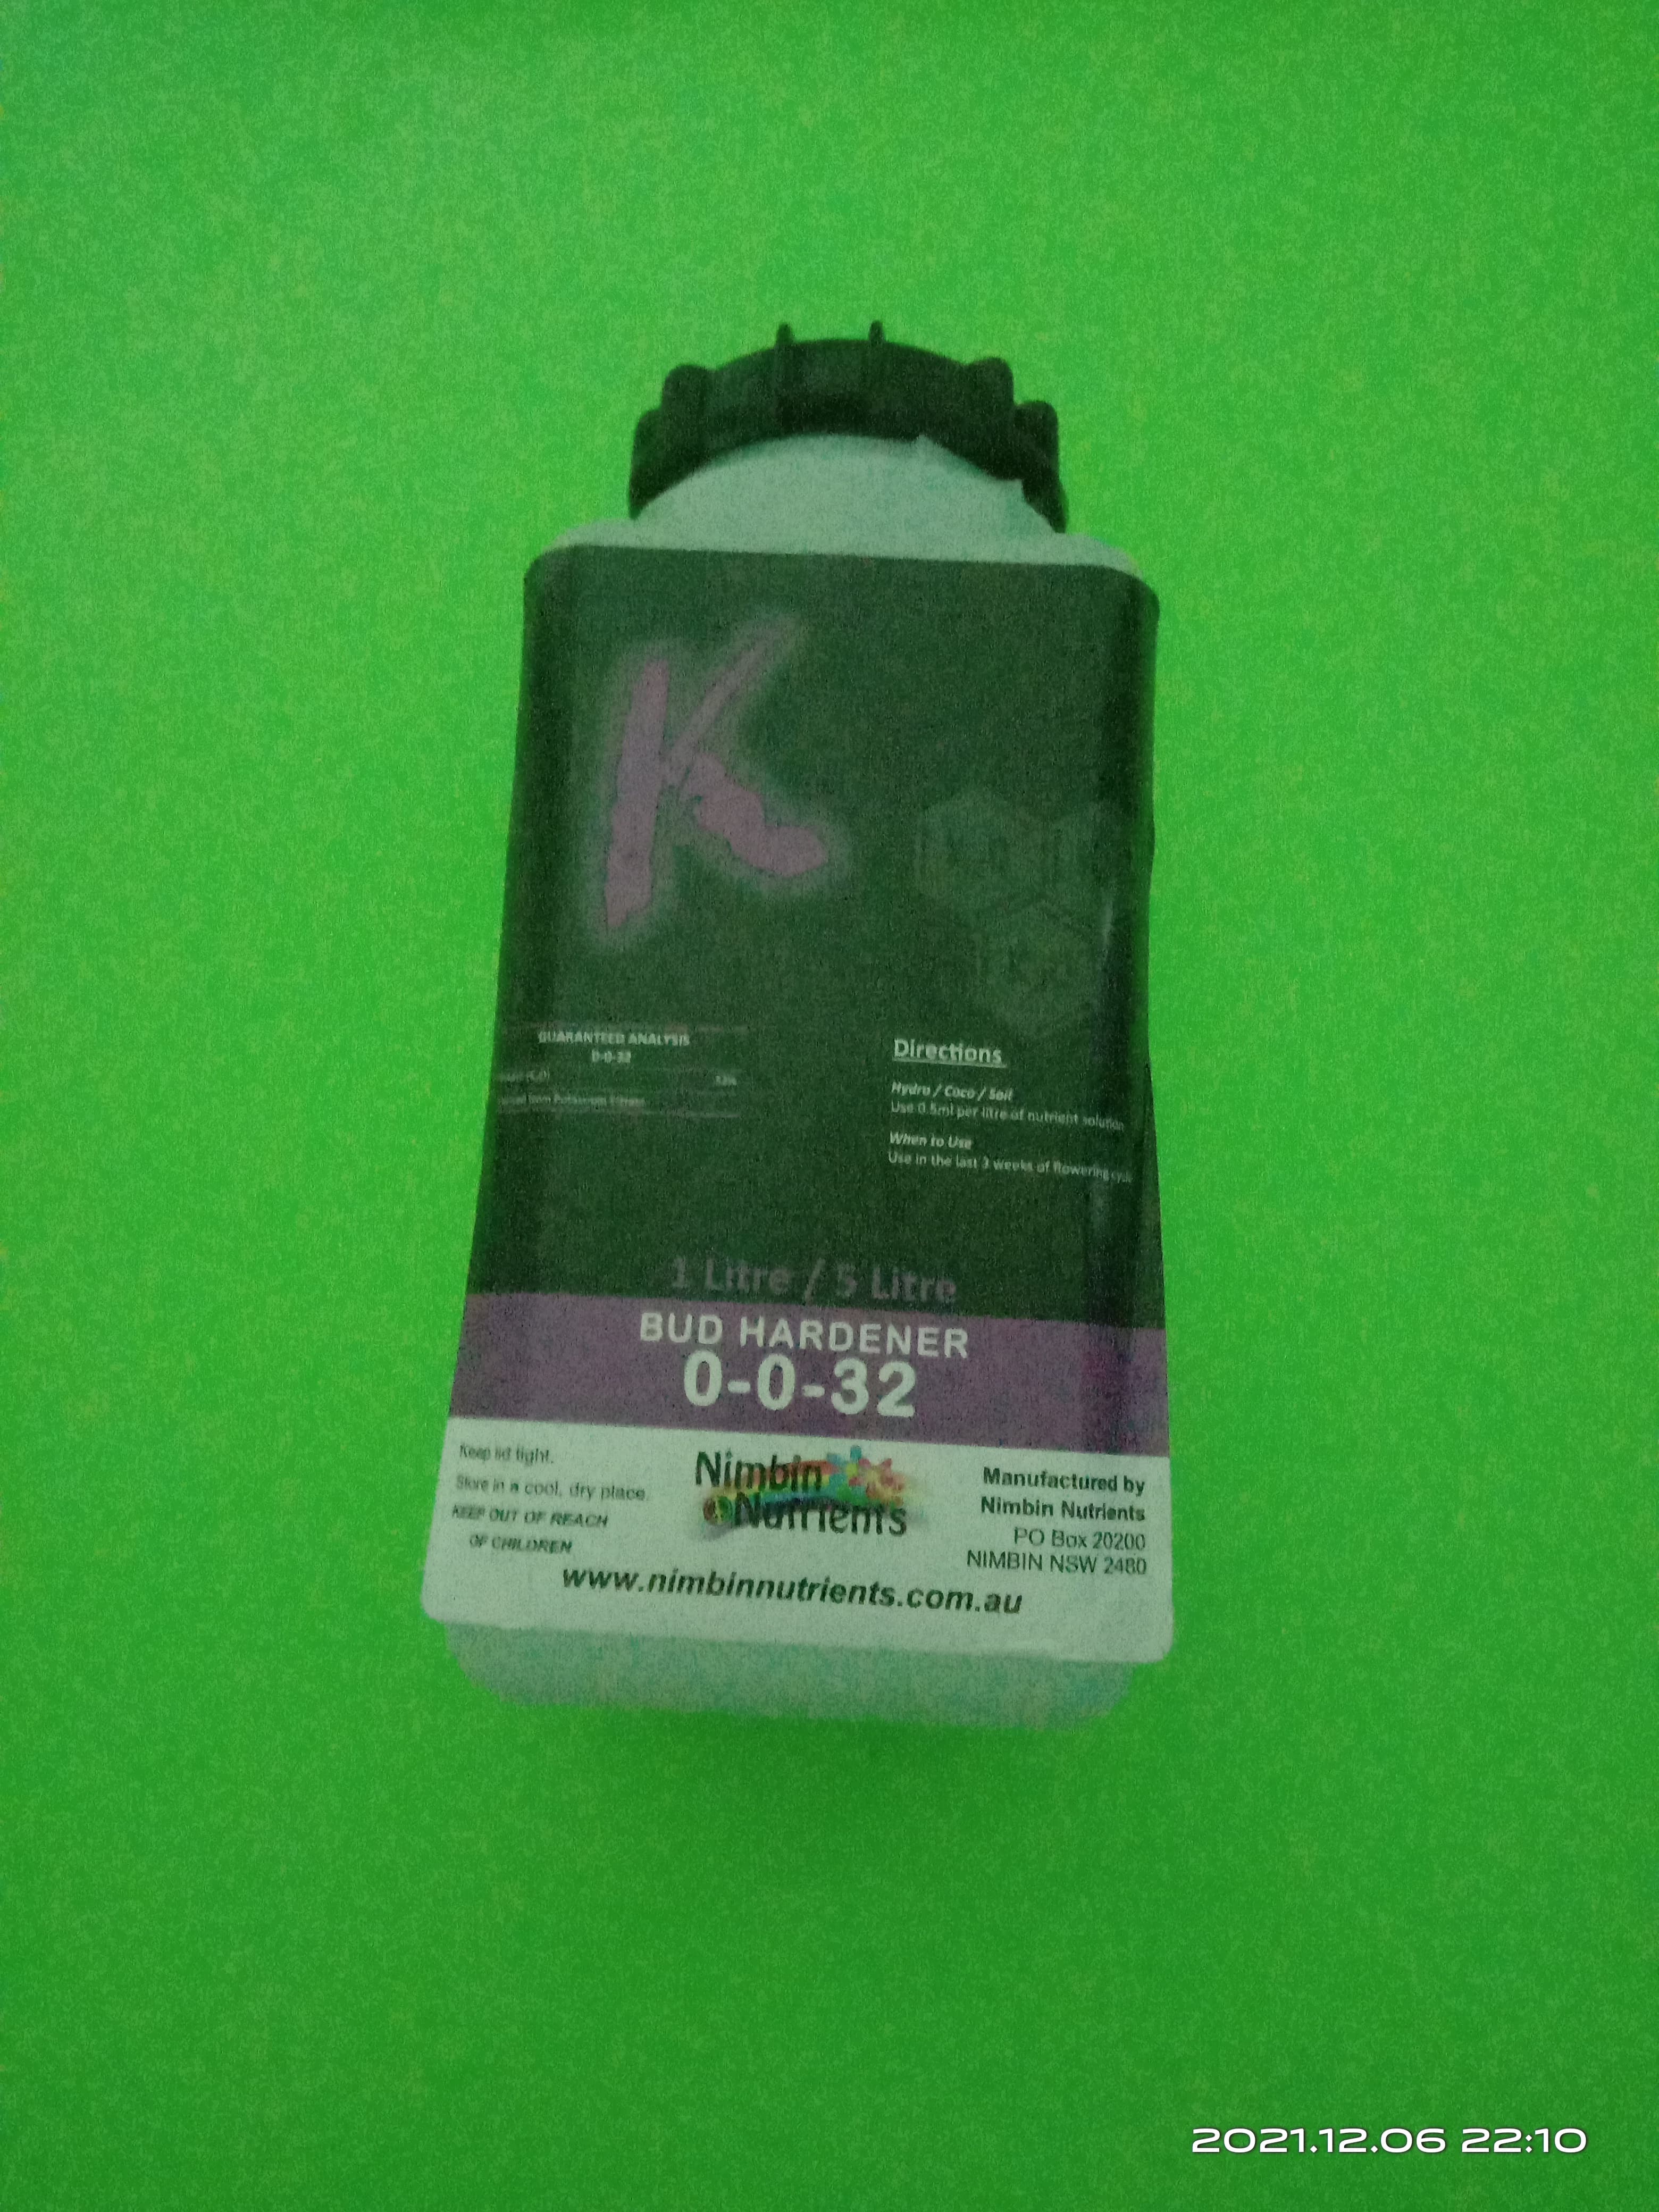 K
GUARANTEED ANALYSIS
0-0-32
32%
Directions
Hydro / Coco / Soil
Use 0.5ml per litre of nutrient solution
When to Use
Use in the last 3 weeks of flowering
1 Litre / 5 Litre
BUD HARDENER
0-0-32
Keep lid tight.
Store in a cool, dry place.
KEEP OUT OF REACH
OF CHILDREN
Nimbin
Nutrients
Manufactured by
Nimbin Nutrients
PO Box 20200
NIMBIN NSW 2480
www.nimbinnutrients.com.au
2021.12.06 22:10